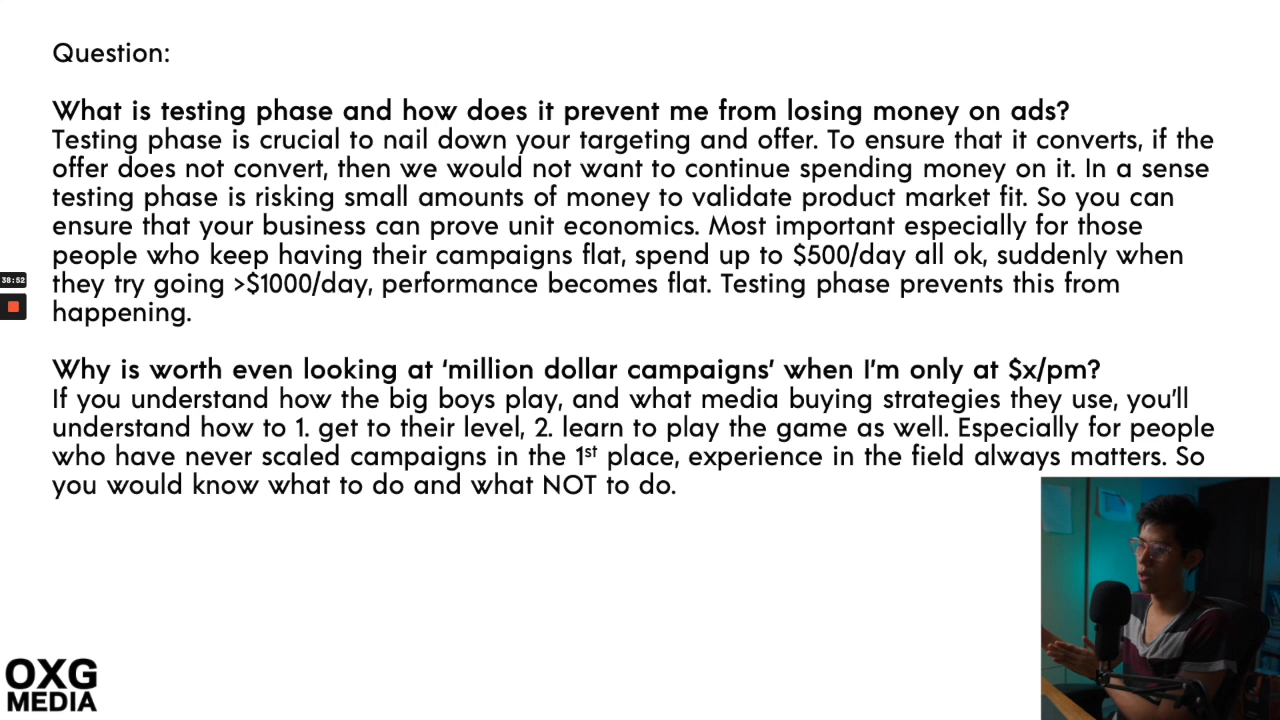 Question:
What is testing phase and how does it prevent me from losing money on ads?
Testing phase is crucial to nail down your targeting and offer. To ensure that it converts, if the
offer does not convert, then we would not want to continue spending money on it. In a sense
testing phase is risking small amounts of money to validate product market fit. So you can
ensure that your business can prove unit economics. Most important especially for those
people who keep having their campaigns flat, spend up to $500/day all ok, suddenly when
they try going >$1000/day, performance becomes flat. Testing phase prevents this from
happening.
Why is worth even looking at ‘million dollar campaigns’ when I’m only at $x/pm?
If you understand how the big boys play, and what media buying strategies they use, you’ll
understand how to 1. get to their level, 2. learn to play the game as well. Especially for people
who have never scaled campaigns in the 1st place, experience in the field always matters. So
you would know what to do and what NOT to do.
38:52
OXG
MEDIA